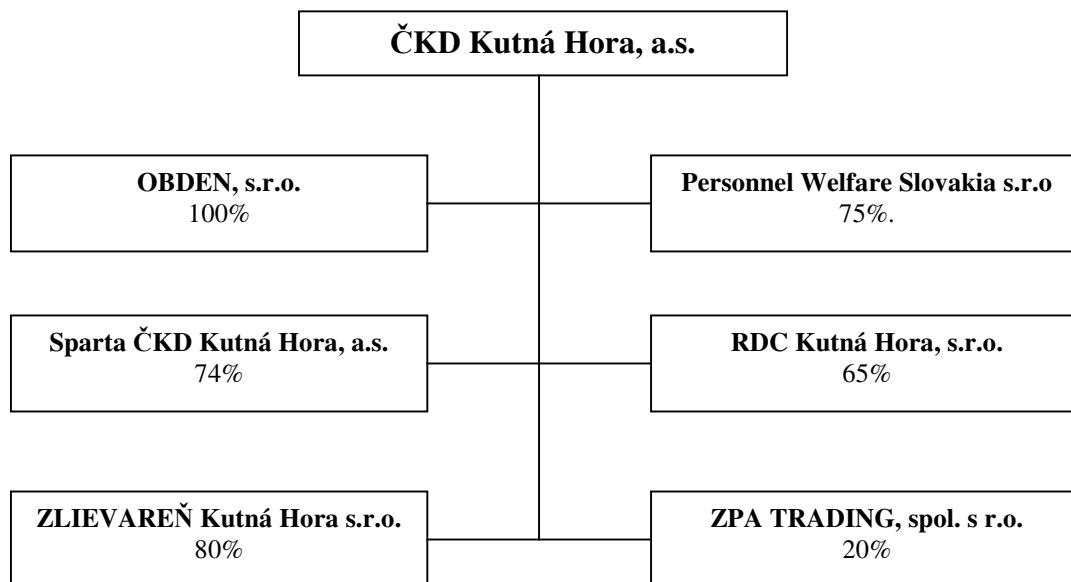 ČKD Kutná Hora, a.s.
OBDEN, s.r.o.
100%
Personnel Welfare Slovakia s.r.o
75%.
Sparta ČKD Kutná Hora, a.s.
74%
RDC Kutná Hora, s.r.o.
65%
ZLIEVAREŇ Kutná Hora s.r.o.
80%
ZPA TRADING, spol. s r.o.
20%